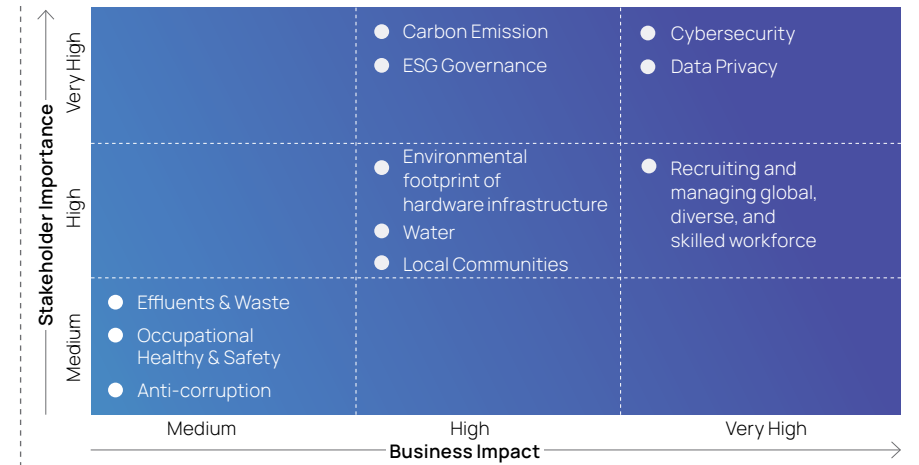 Stakeholder Importance
Very High
High
Medium
Carbon Emission
ESG Governance
Cybersecurity
Data Privacy
Environmental
footprint of
hardware infrastructure
Water
Local Communities
Recruiting and
managing global,
diverse, and
skilled workforce
Effluents & Waste
Occupational
Healthy & Safety
Anti-corruption
Medium
High
Very High
Business Impact